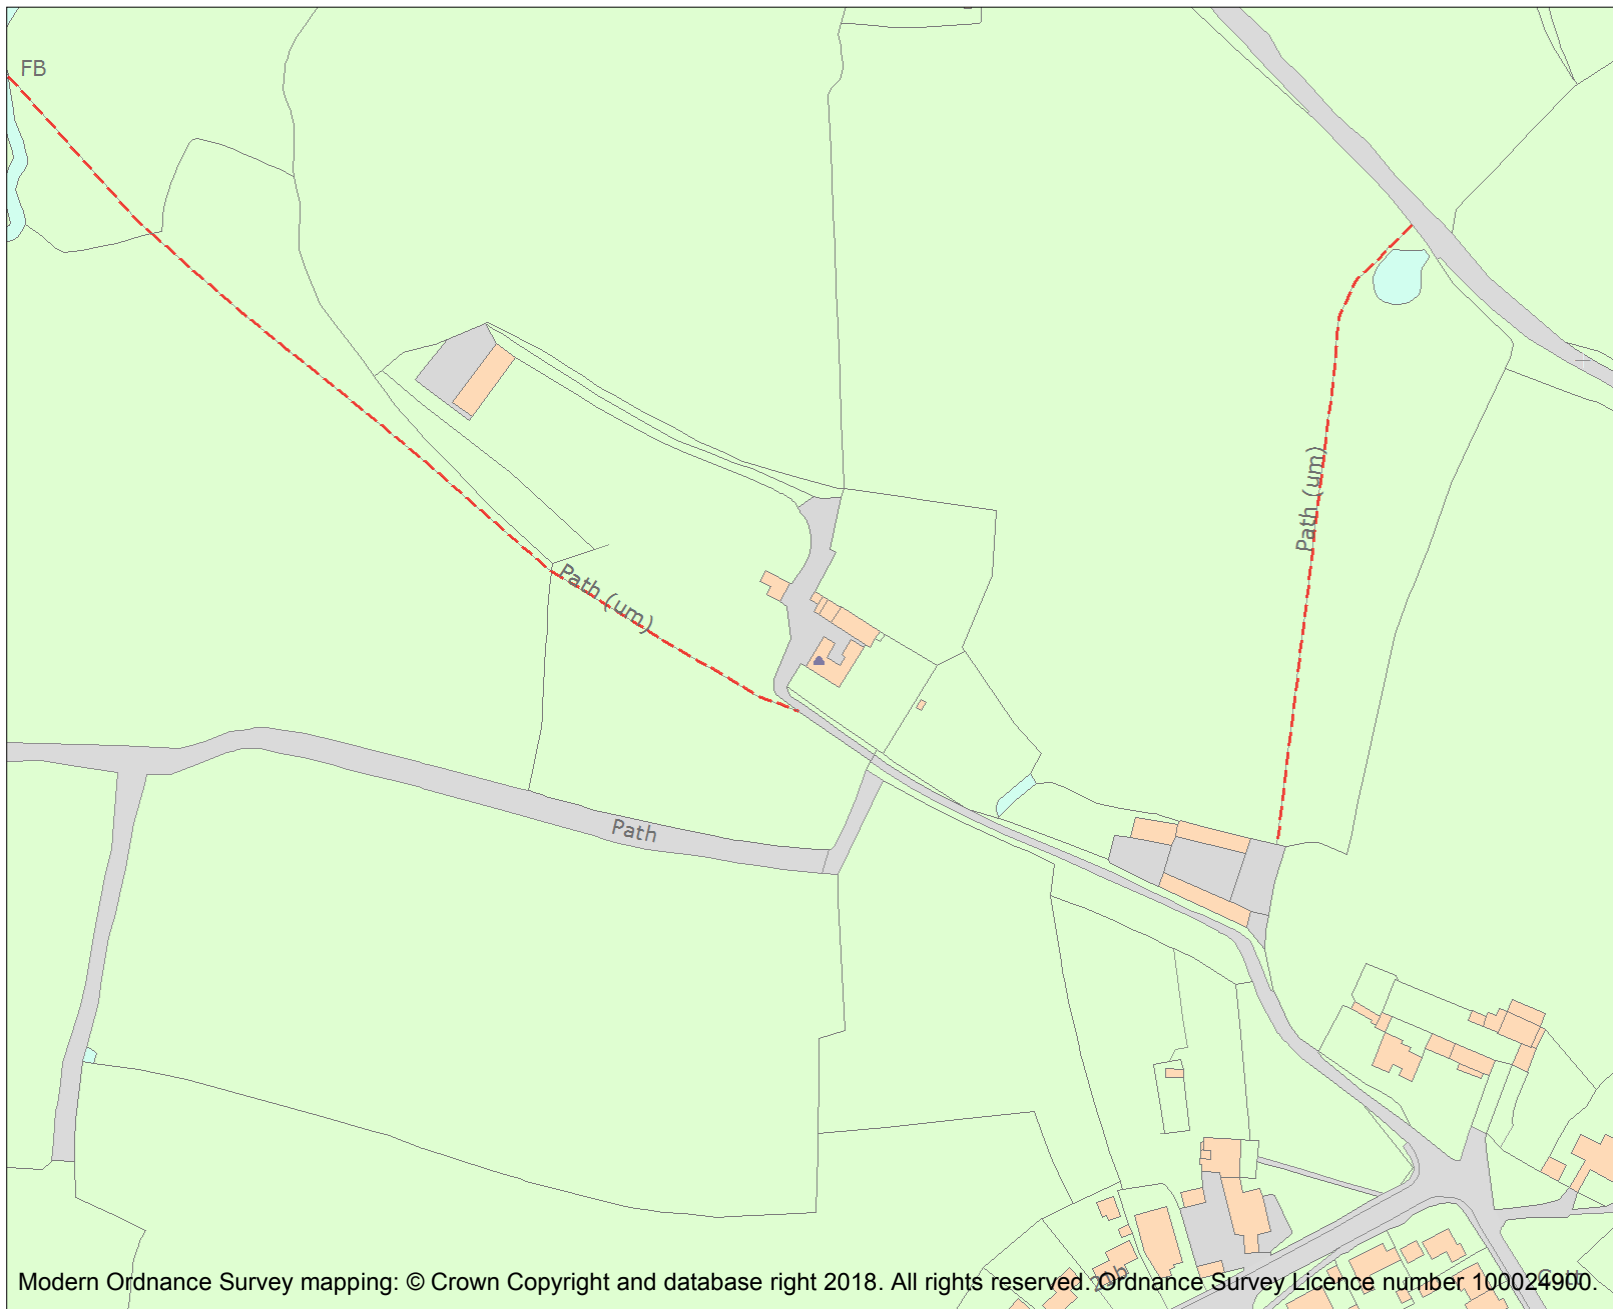 FB
Path (um)
Path (um)
Path
Modern Ordnance Survey mapping: © Crown Copyright and database right 2018. All rights reserved. Ordnance Survey Licence number 100024900.